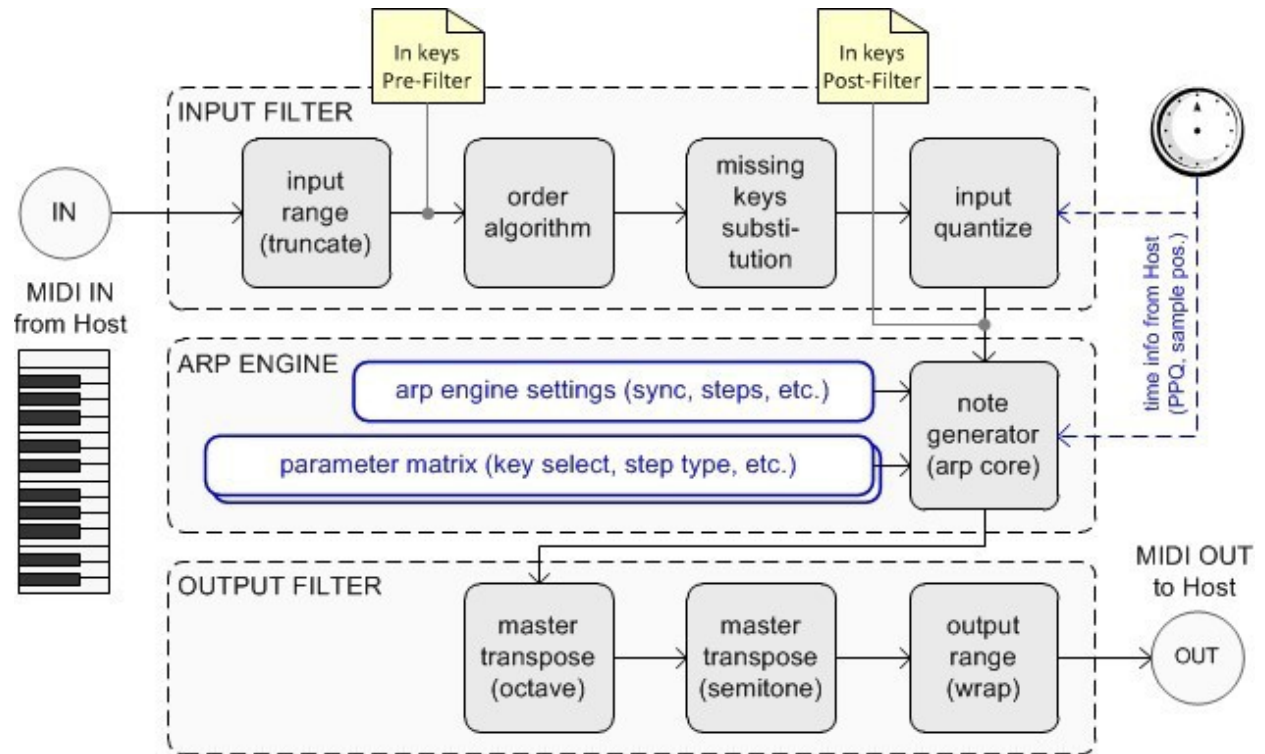 In keys
Pre-Filter
In keys
Post-Filter
INPUT FILTER
input
range
(truncate)
order
algorithm
missing
keys
substi-
tution
input
quantize
IN
MIDI IN
from Host
time info from Host
(PPQ, sample pos.)
ARP ENGINE
arp engine settings (sync, steps, etc.)
parameter matrix (key select, step type, etc.)
note
generator
(arp core)
OUTPUT FILTER
master
transpose
(octave)
master
transpose
(semitone)
output
range
(wrap)
MIDI OUT
to Host
OUT